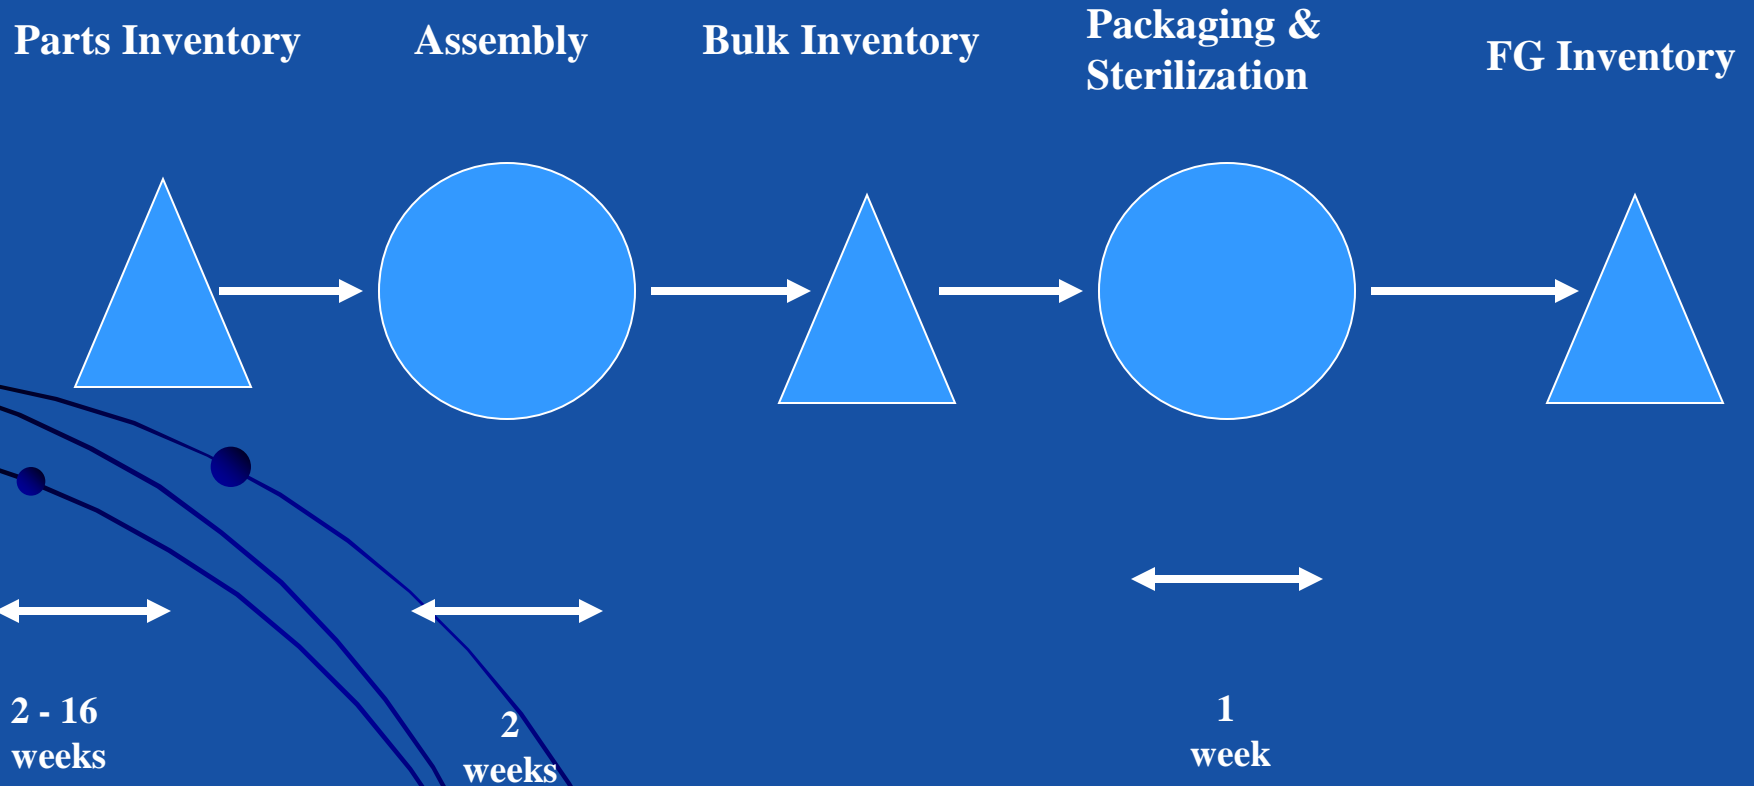 Parts Inventory
Assembly
Bulk Inventory
Packaging &
Sterilization
FG Inventory
2 - 16
weeks
2
weeks
1
week